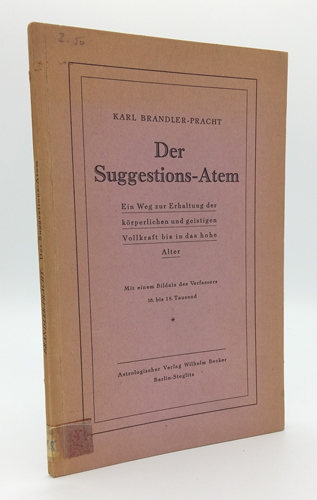 2.50
KARL BRANDLER-PRACHT
Der
Suggestions-Atem
Ein Weg zur Erhaltung der
körperlichen und geistigen
Vollkraft bis in das hohe
Alter
Mit einem Bildnis des Verfassers
Astrologischer Verlag Wilhelm Becker
Berlin-Steglitz